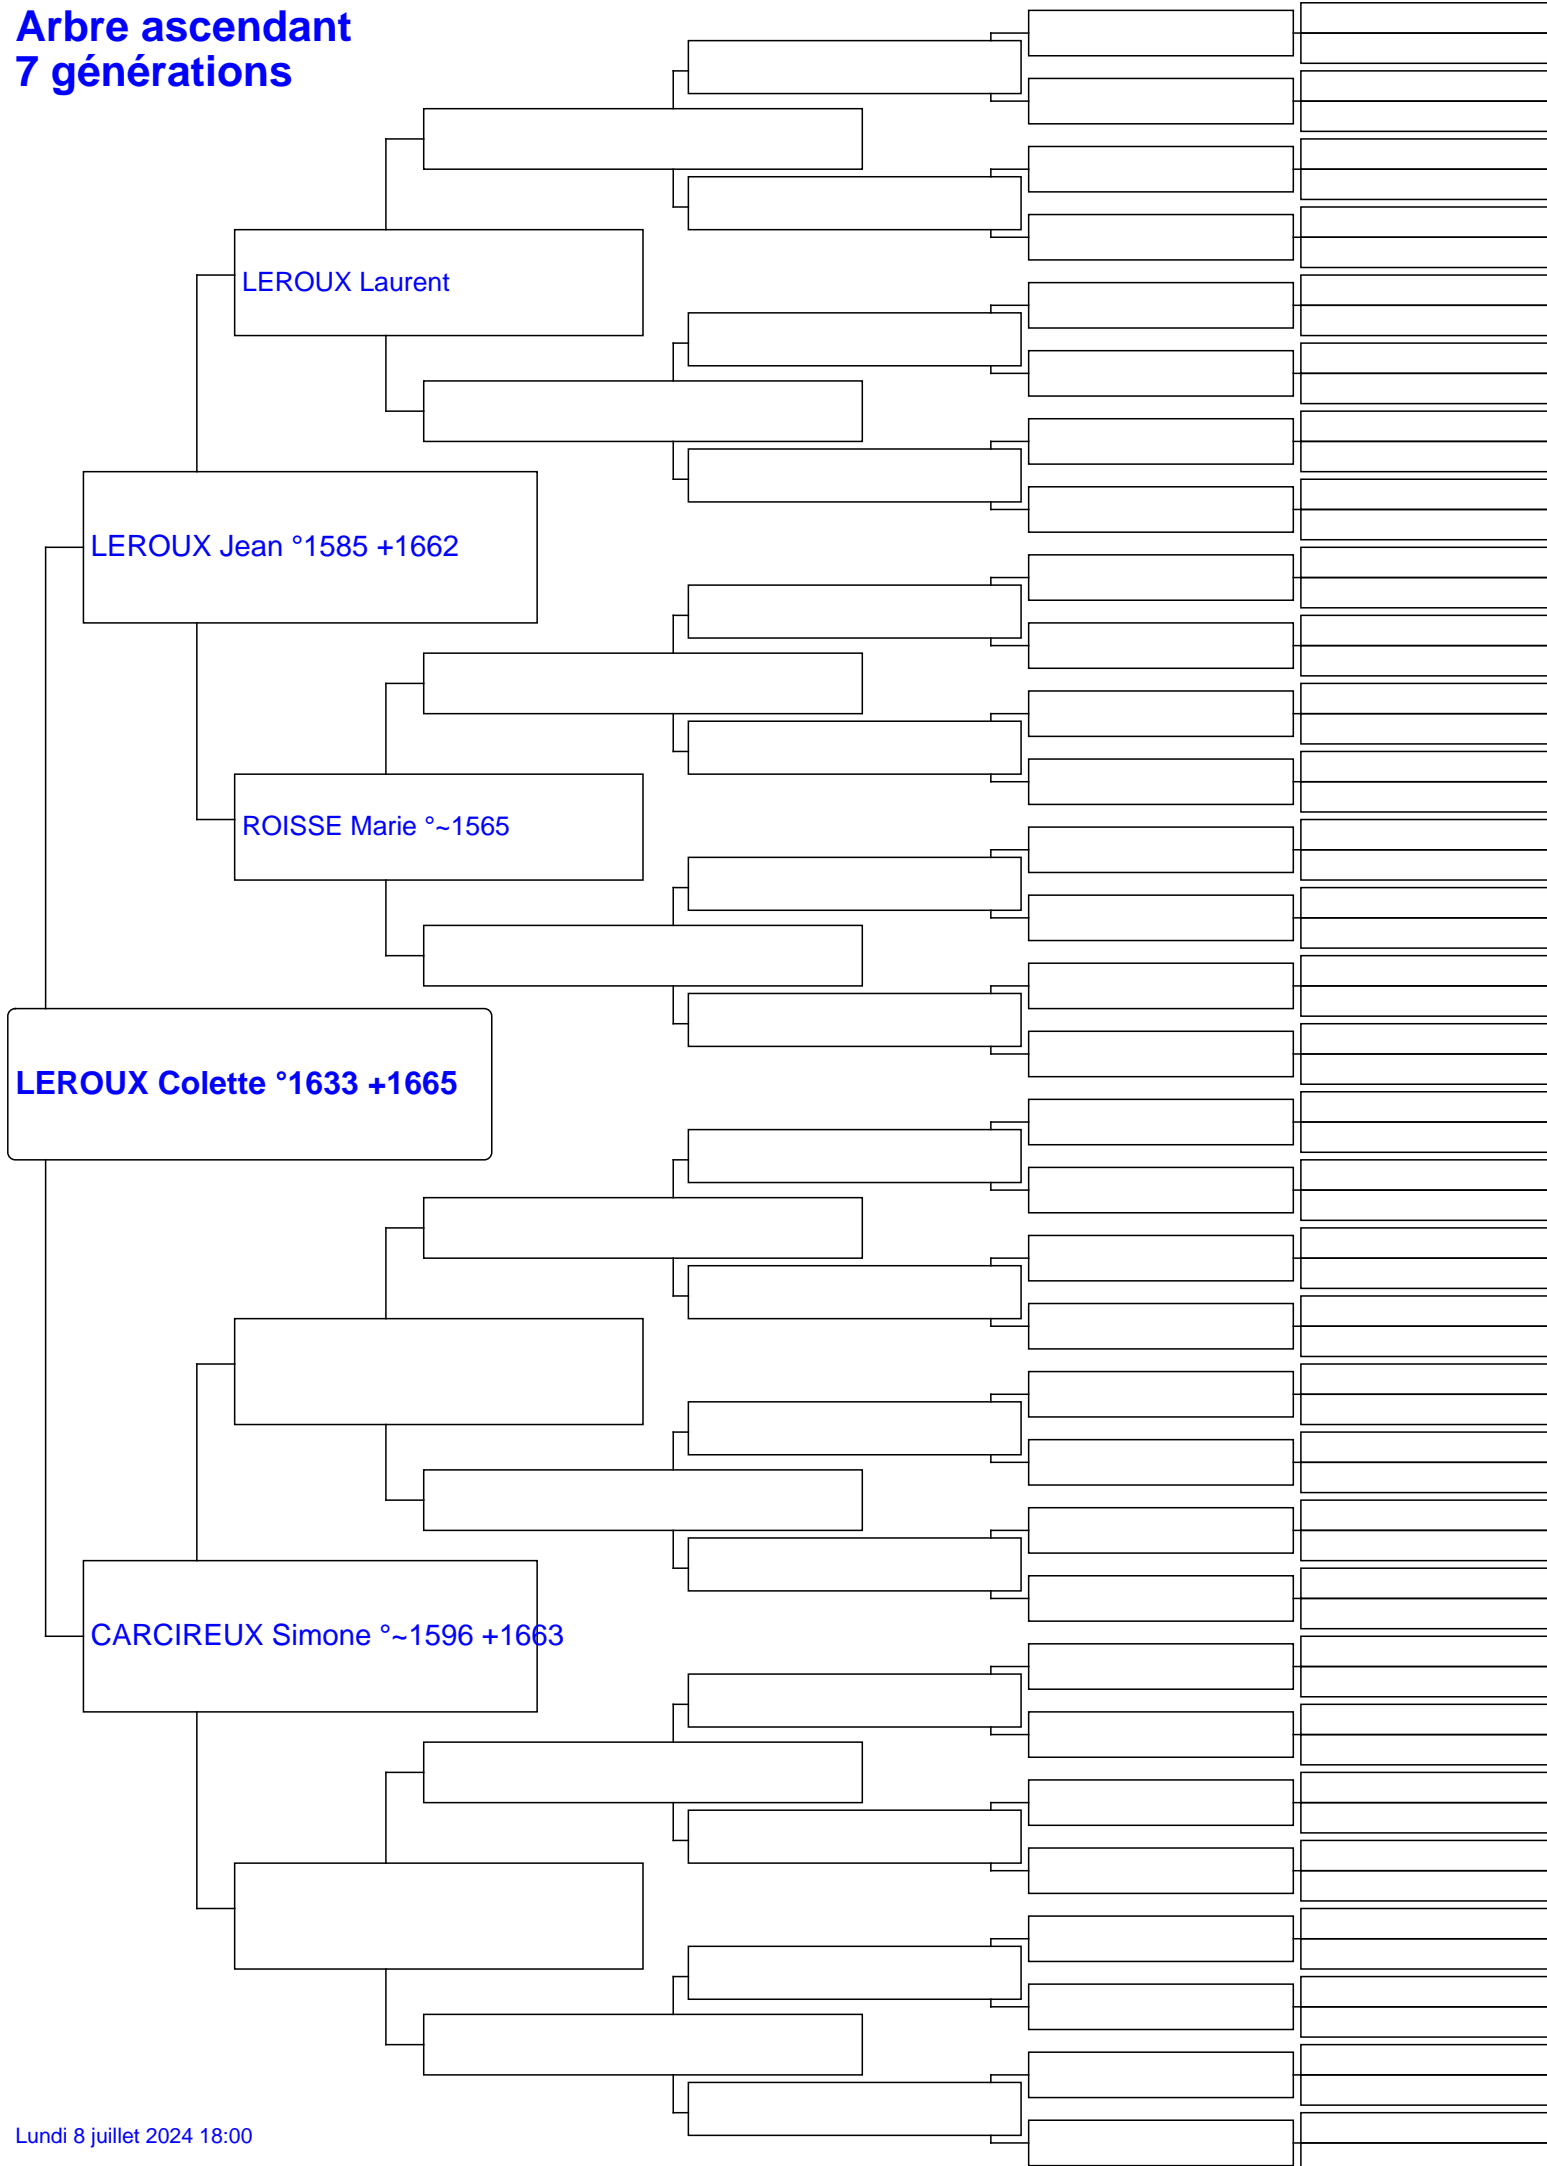 Arbre ascendant
7 générations
LEROUX Laurent
LEROUX Jean °1585 +1662
ROISSE Marie °~1565
LEROUX Colette °1633 +1665
CARCIREUX Simone °~1596 +1663
Lundi 8 juillet 2024 18:00